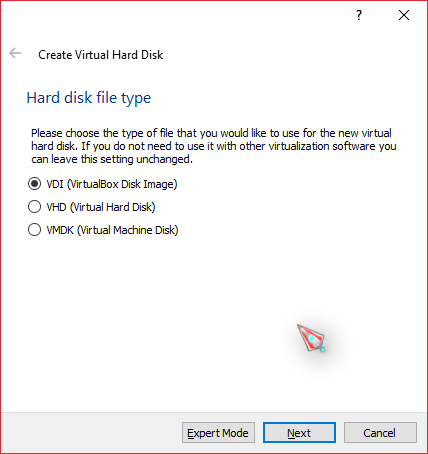 ?
Create Virtual Hard Disk
Hard disk file type
Please choose the type of file that you would like to use for the new virtual
hard disk. If you do not need to use it with other virtualization software you
can leave this setting unchanged.
VDI (VirtualBox Disk Image)
VHD (Virtual Hard Disk)
VMDK (Virtual Machine Disk)
Expert Mode Next Cancel